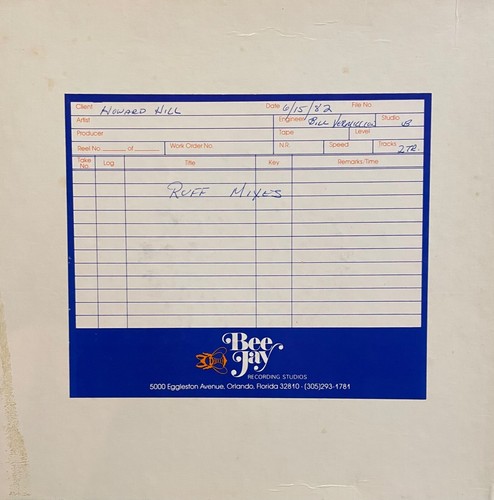 Client HOWARD HILL Date 6/15/82 File No.
Artist Engineer BILL VERMILLION Studio B
Producer Tape Level
Reel No. of Work Order No. N.R. Speed Tracks 2TR.
Take No. Log Title Key Remarks/Time
RUFF MIXES
Bee Jay
RECORDING STUDIOS
5000 Eggleston Avenue, Orlando, Florida 32810 · (305)293-1781